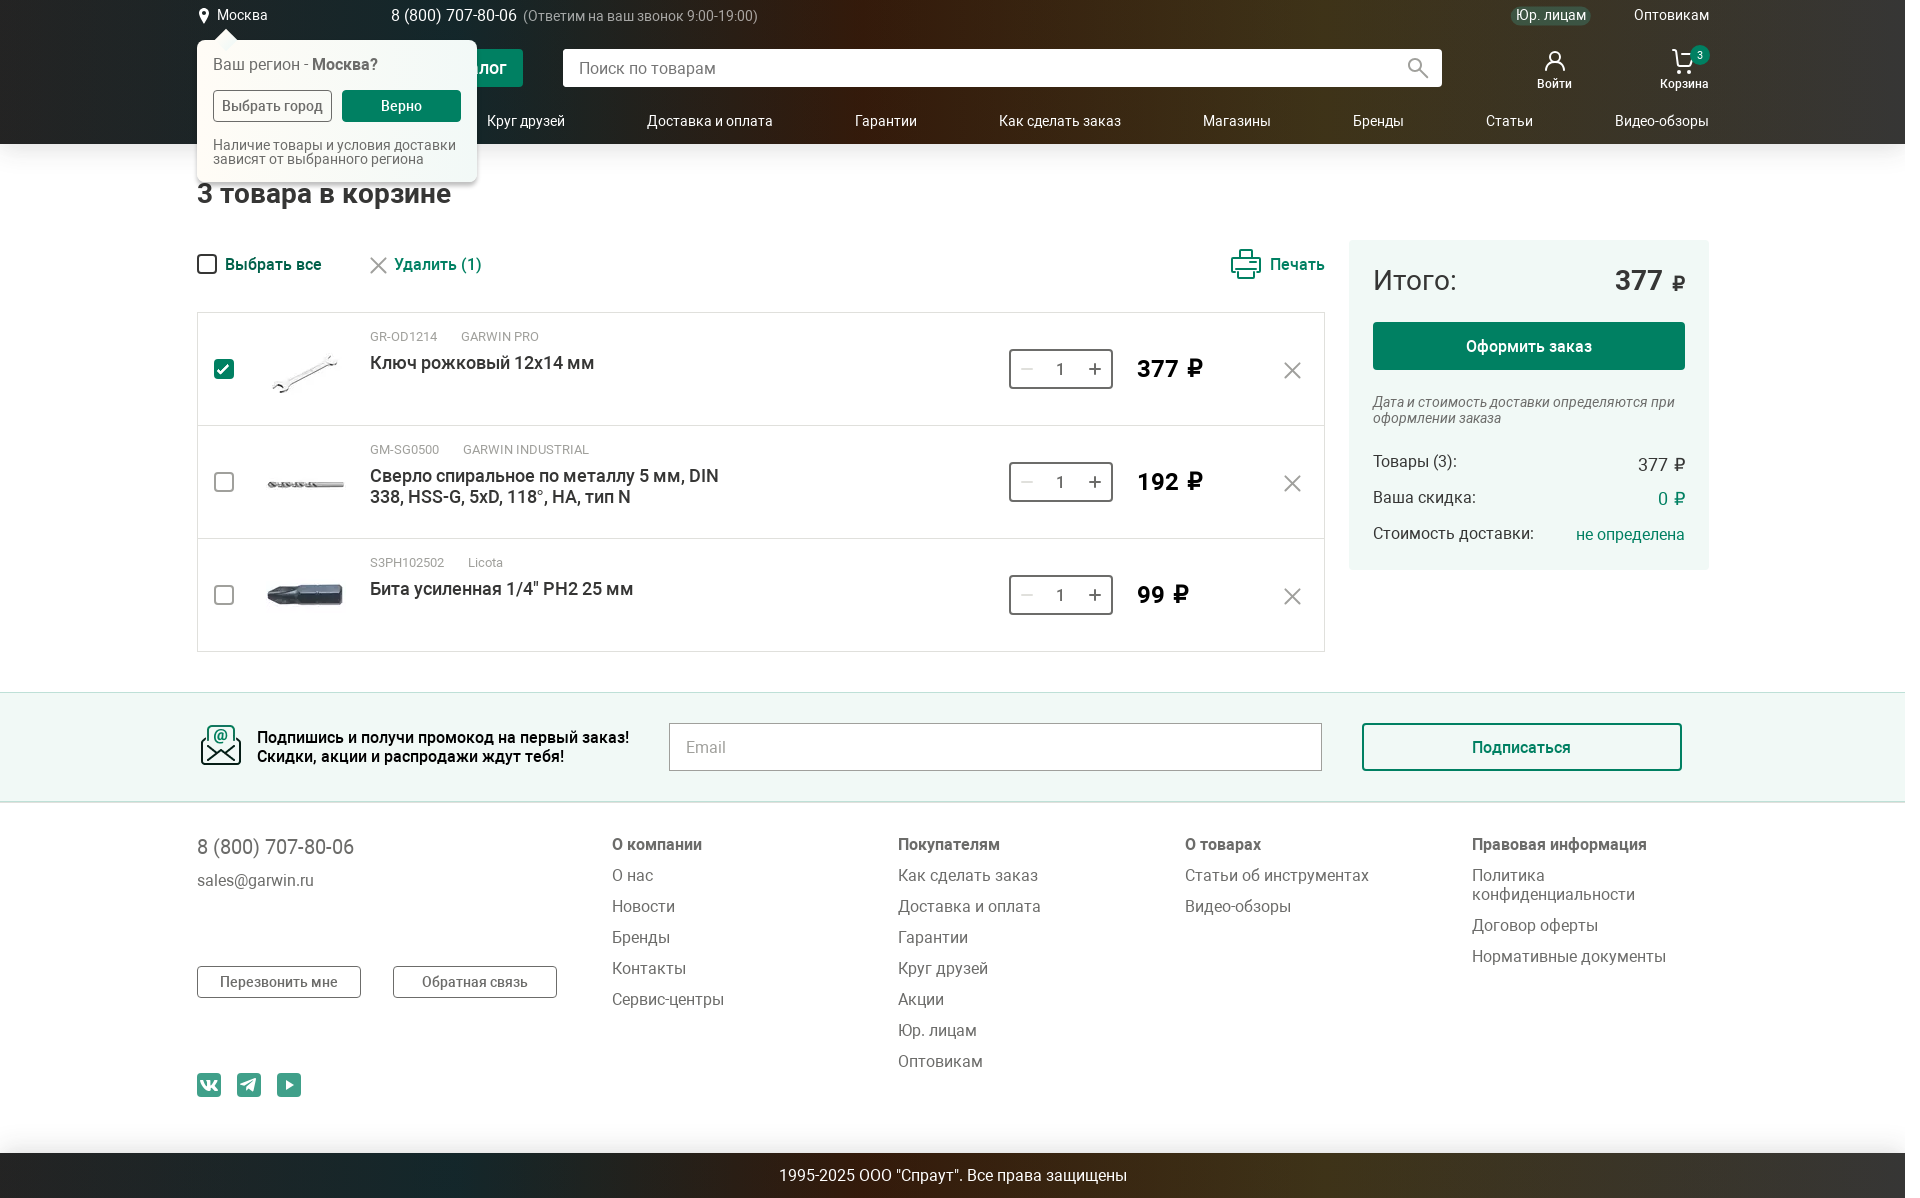 Москва
8 (800) 707-80-06 (Ответим на ваш звонок 9:00-19:00)
Юр. лицам
Оптовикам
Ваш регион - Москва?
Выбрать город
Верно
Наличие товары и условия доставки
зависят от выбранного региона
Поиск по товарам
Войти
3
Корзина
Круг друзей
Доставка и оплата
Гарантии
Как сделать заказ
Магазины
Бренды
Статьи
Видео-обзоры
3 товара в корзине
Выбрать все
Удалить (1)
Печать
GR-OD1214 GARWIN PRO
Ключ рожковый 12x14 мм
1
377 ₽
GM-SG0500 GARWIN INDUSTRIAL
Сверло спиральное по металлу 5 мм, DIN
338, HSS-G, 5xD, 118°, HA, тип N
1
192 ₽
S3PH102502 Licota
Бита усиленная 1/4" PH2 25 мм
1
99 ₽
Итого: 377 ₽
Оформить заказ
Дата и стоимость доставки определяются при
оформлении заказа
Товары (3): 377 ₽
Ваша скидка: 0 ₽
Стоимость доставки: не определена
@
Подпишись и получи промокод на первый заказ!
Скидки, акции и распродажи ждут тебя!
Email
Подписаться
8 (800) 707-80-06
sales@garwin.ru
Перезвонить мне
Обратная связь
О компании
О нас
Новости
Бренды
Контакты
Сервис-центры
Покупателям
Как сделать заказ
Доставка и оплата
Гарантии
Круг друзей
Акции
Юр. лицам
Оптовикам
О товарах
Статьи об инструментах
Видео-обзоры
Правовая информация
Политика
конфиденциальности
Договор оферты
Нормативные документы
1995-2025 ООО "Спраут". Все права защищены